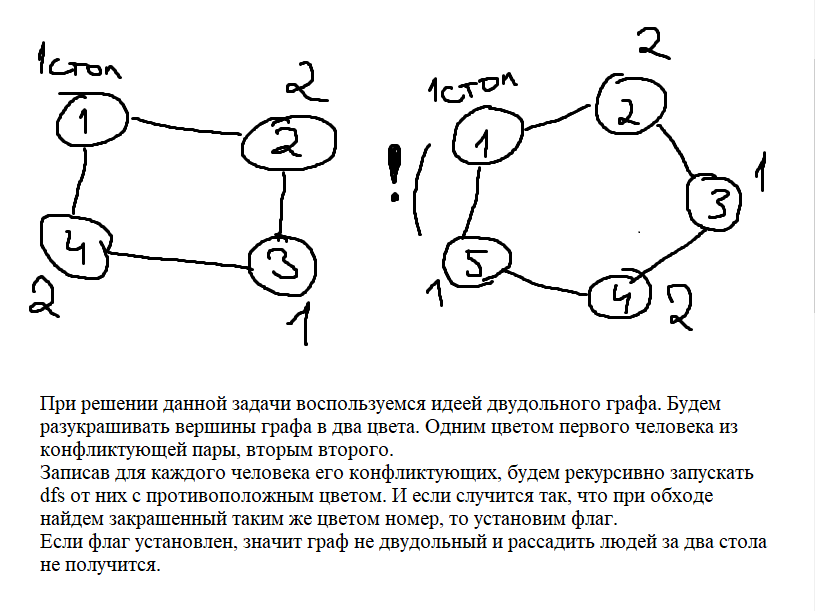 1стол
2
1
2
4
3
2
1
1стол
2
!
1
2
3
1
5
4
1
2
При решении данной задачи воспользуемся идеей двудольного графа. Будем
разукрашивать вершины графа в два цвета. Одним цветом первого человека из
конфликтующей пары, вторым второго.
Записав для каждого человека его конфликтующих, будем рекурсивно запускать
dfs от них с противоположным цветом. И если случится так, что при обходе
найдем закрашенный таким же цветом номер, то установим флаг.
Если флаг установлен, значит граф не двудольный и рассадить людей за два стола
не получится.